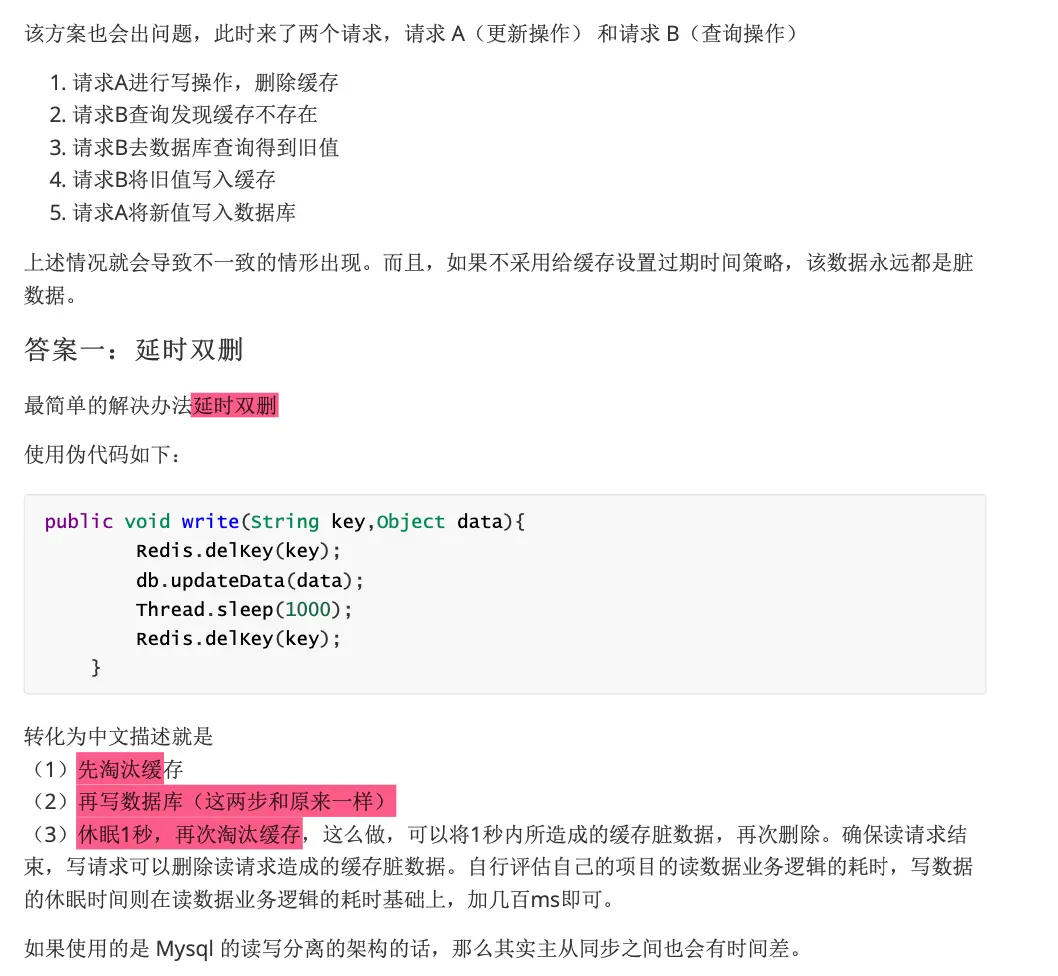 该方案也会出问题，此时来了两个请求，请求 A（更新操作） 和请求 B（查询操作）
1. 请求A进行写操作，删除缓存
2. 请求B查询发现缓存不存在
3. 请求B去数据库查询得到旧值
4. 请求B将旧值写入缓存
5. 请求A将新值写入数据库
上述情况就会导致不一致的情形出现。而且，如果不采用给缓存设置过期时间策略，该数据永远都是脏
数据。
答案一：延时双删
最简单的解决办法延时双删
使用伪代码如下：
public void write(String key,Object data){
Redis.delKey(key);
db.updateData(data);
Thread.sleep(1000);
Redis.delKey(key);
}
转化为中文描述就是
（1）先淘汰缓存
（2）再写数据库（这两步和原来一样）
（3）休眠1秒，再次淘汰缓存，这么做，可以将1秒内所造成的缓存脏数据，再次删除。确保读请求结
束，写请求可以删除读请求造成的缓存脏数据。自行评估自己的项目的读数据业务逻辑的耗时，写数据
的休眠时间则在读数据业务逻辑的耗时基础上，加几百ms即可。
如果使用的是 Mysql 的读写分离的架构的话，那么其实主从同步之间也会有时间差。